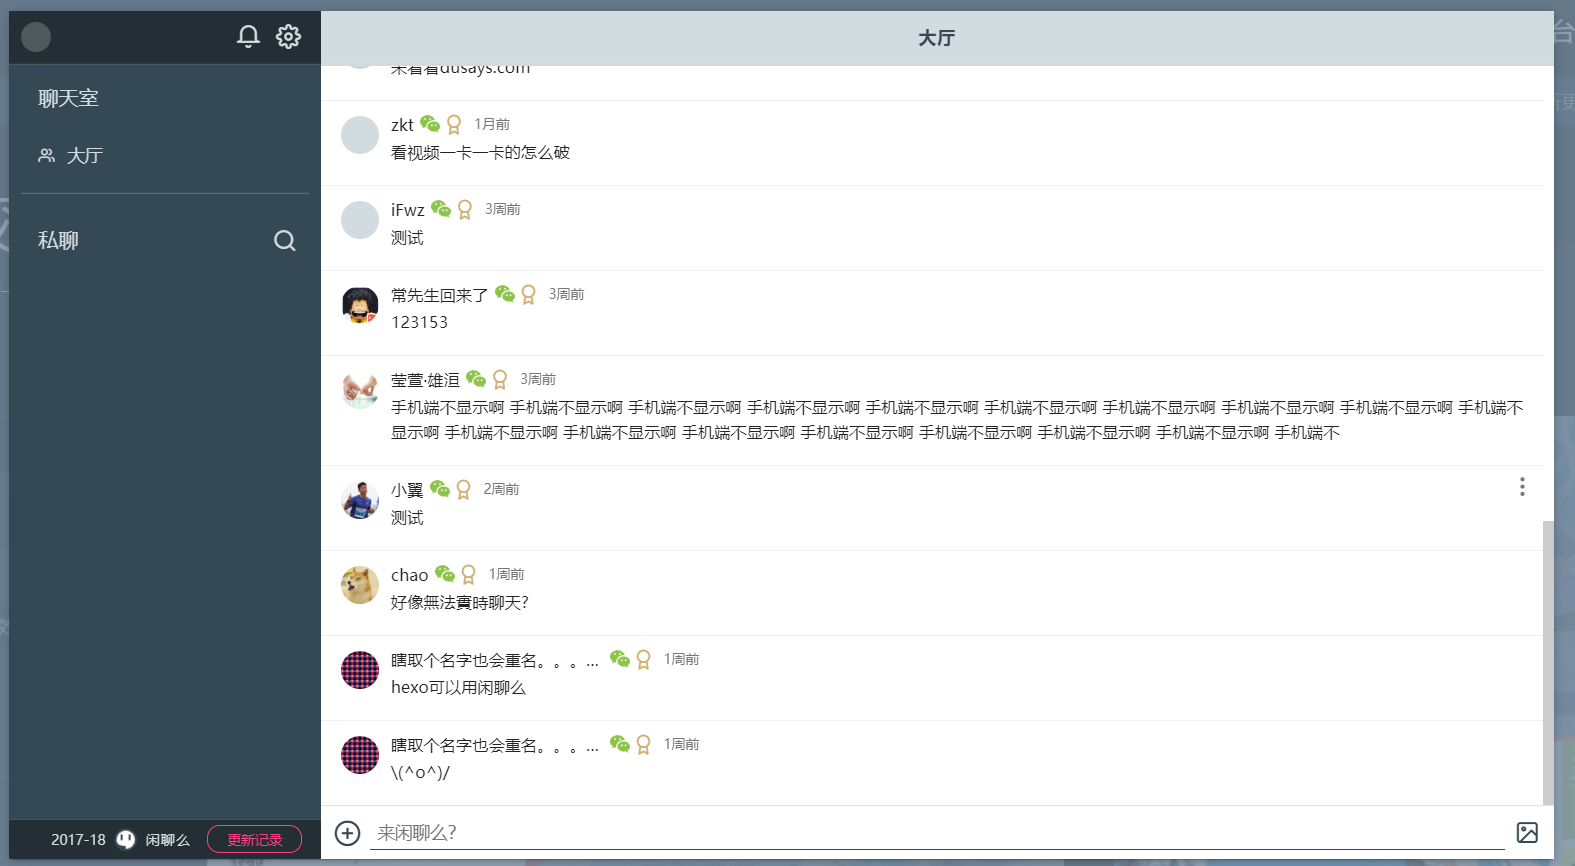 大厅
聊天室
大厅
私聊
来看看dusays.com
zkt 1月前
看视频一卡一卡的怎么破
iFwz 3周前
测试
常先生回来了 3周前
123153
莹萱·雄洹 3周前
手机端不显示啊 手机端不显示啊 手机端不显示啊 手机端不显示啊 手机端不显示啊 手机端不显示啊 手机端不显示啊 手机端不显示啊 手机端不显示啊 手机端不
显示啊 手机端不显示啊 手机端不显示啊 手机端不显示啊 手机端不显示啊 手机端不显示啊 手机端不显示啊 手机端不显示啊 手机端不
小翼 2周前
测试
chao 1周前
好像無法實時聊天?
瞎取个名字也会重名。。。... 1周前
hexo可以用闲聊么
瞎取个名字也会重名。。。... 1周前
\(^o^)/
来闲聊么?
2017-18 闲聊么 更新记录